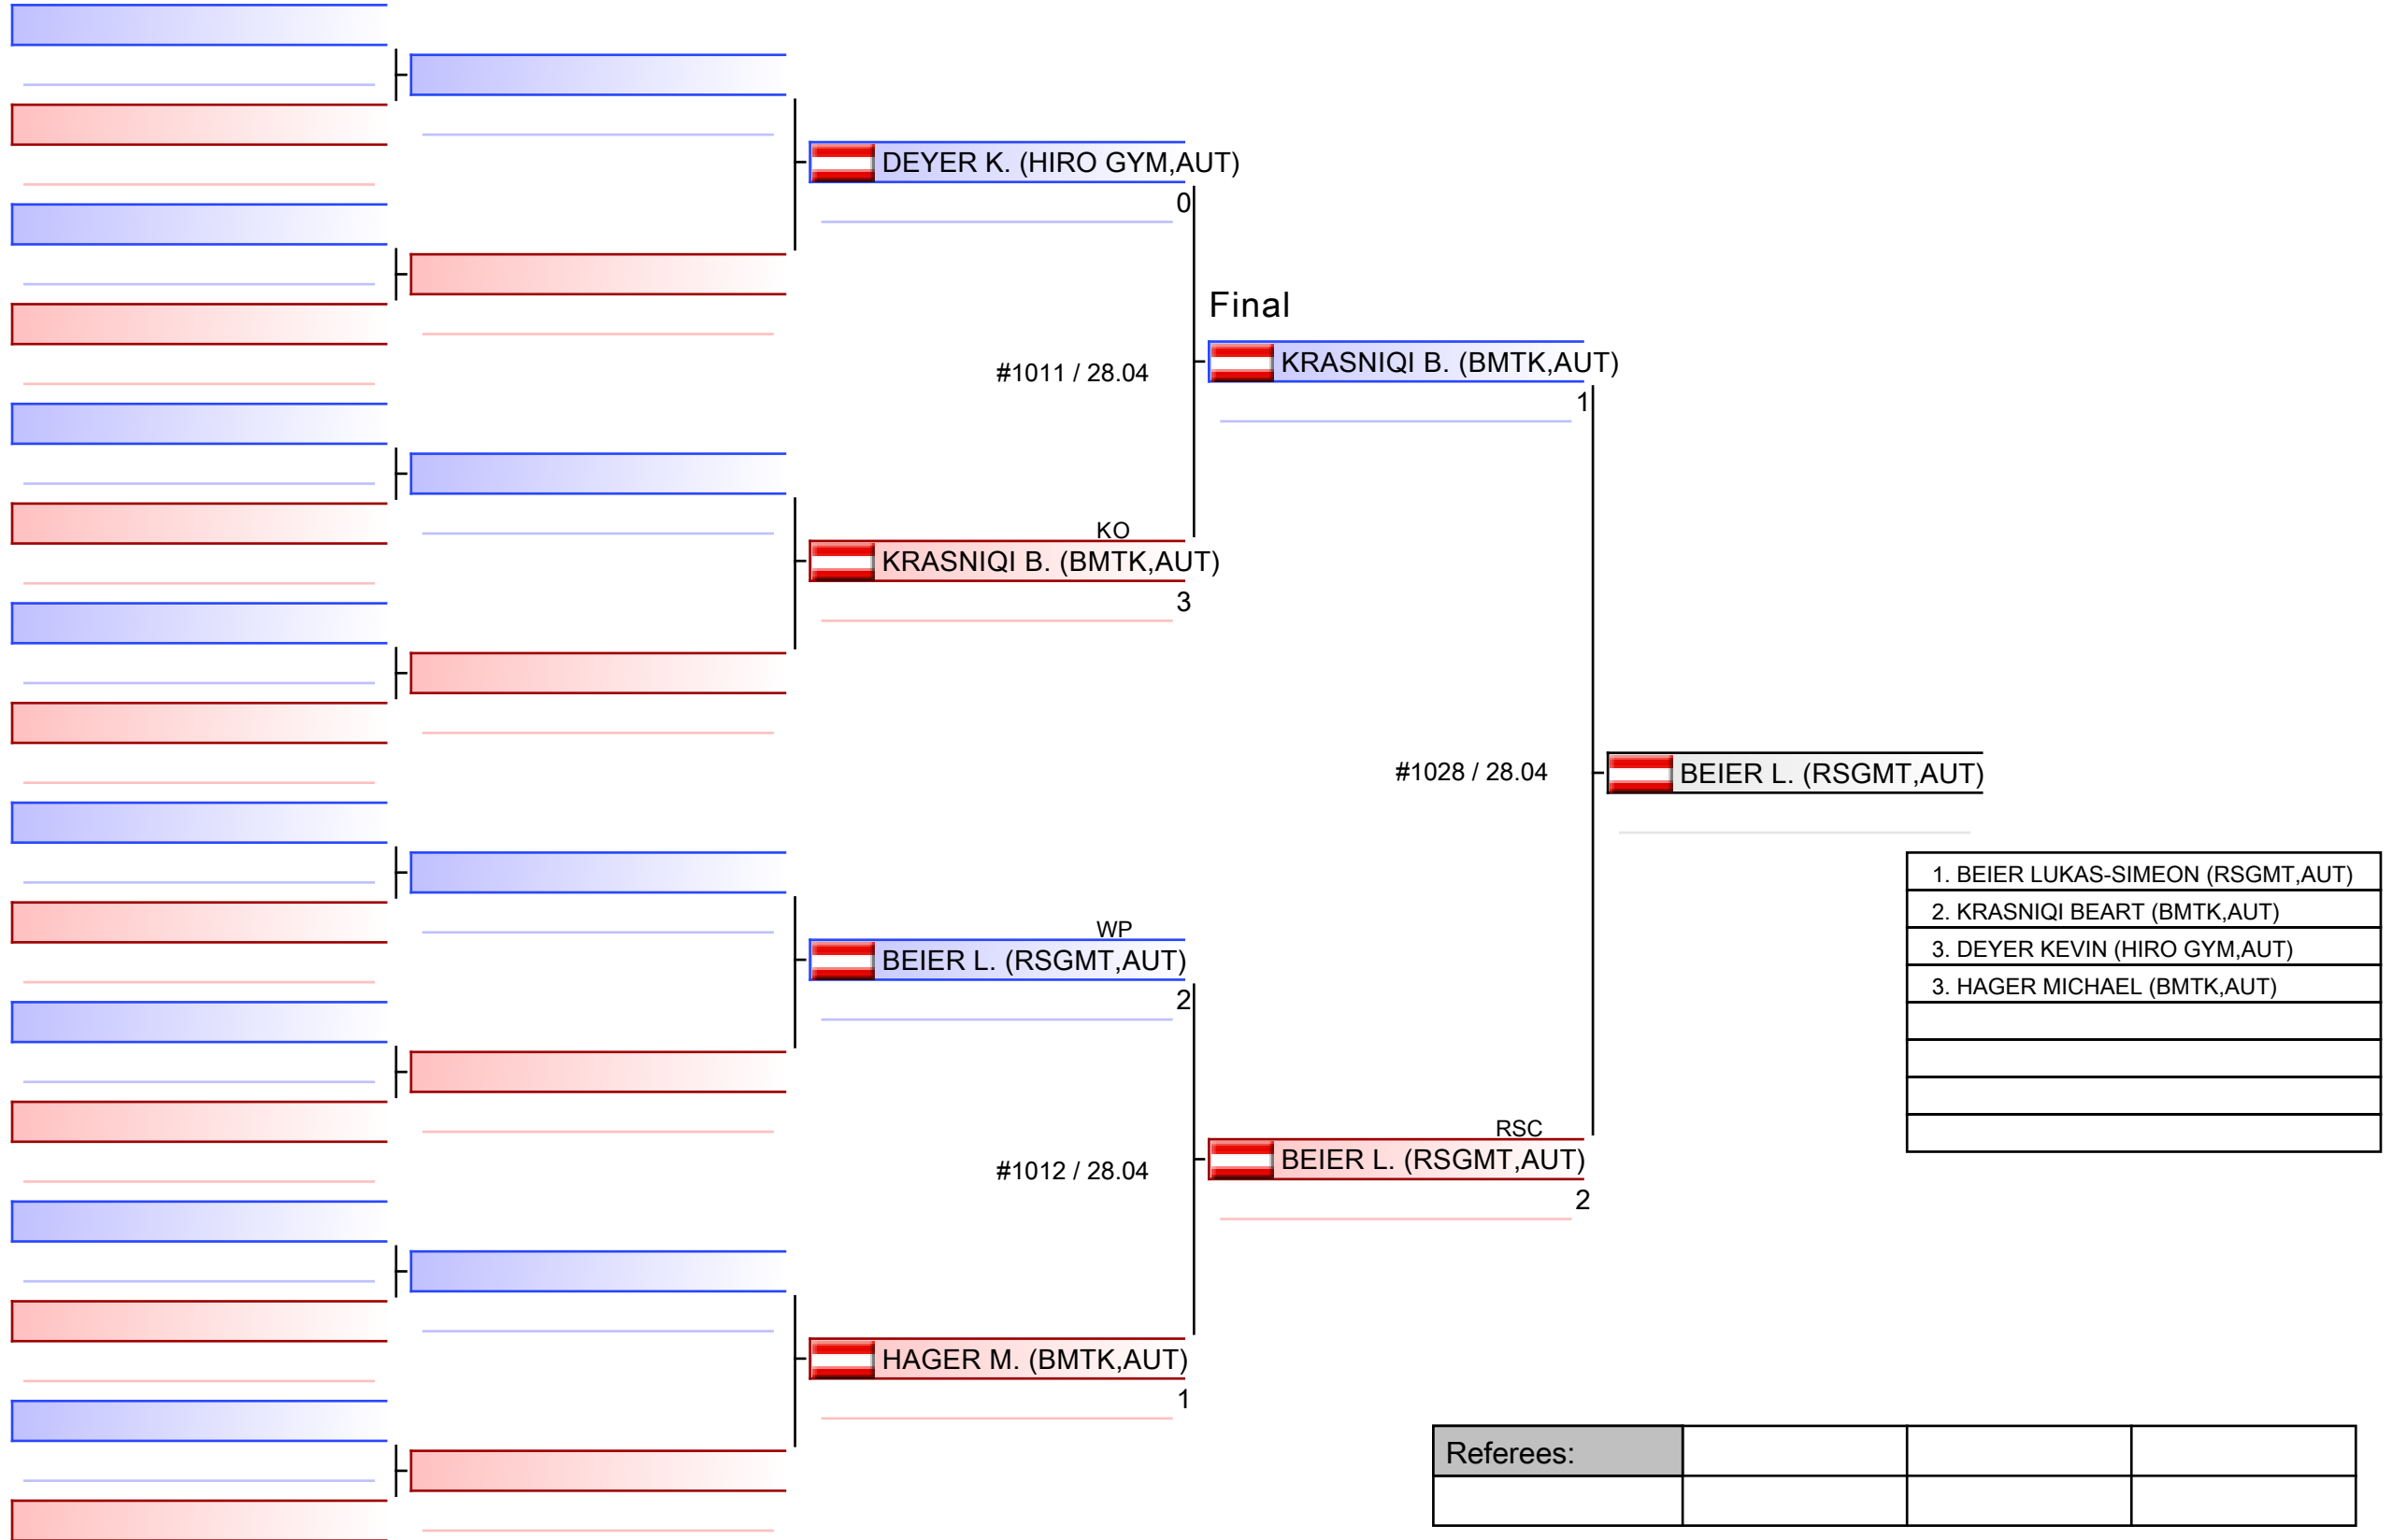 DEYER K. (HIRO GYM,AUT)
0
Final
#1011 / 28.04
KRASNIQI B. (BMTK,AUT)
1
KO
KRASNIQI B. (BMTK,AUT)
3
#1028 / 28.04
BEIER L. (RSGMT,AUT)
1. BEIER LUKAS-SIMEON (RSGMT,AUT)
2. KRASNIQI BEART (BMTK,AUT)
3. DEYER KEVIN (HIRO GYM,AUT)
3. HAGER MICHAEL (BMTK,AUT)
WP
BEIER L. (RSGMT,AUT)
2
RSC
BEIER L. (RSGMT,AUT)
2
#1012 / 28.04
HAGER M. (BMTK,AUT)
1
Referees: